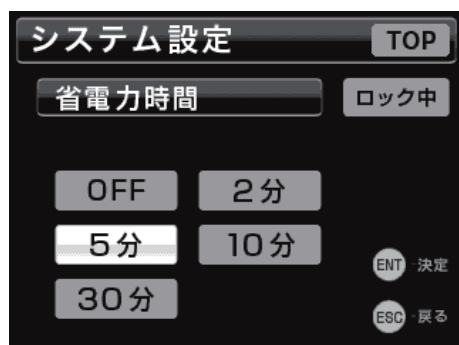 システム設定 TOP
省電力時間 ロック中
OFF 2分
5分 10分
ENT -決定
30分
ESC -戻る